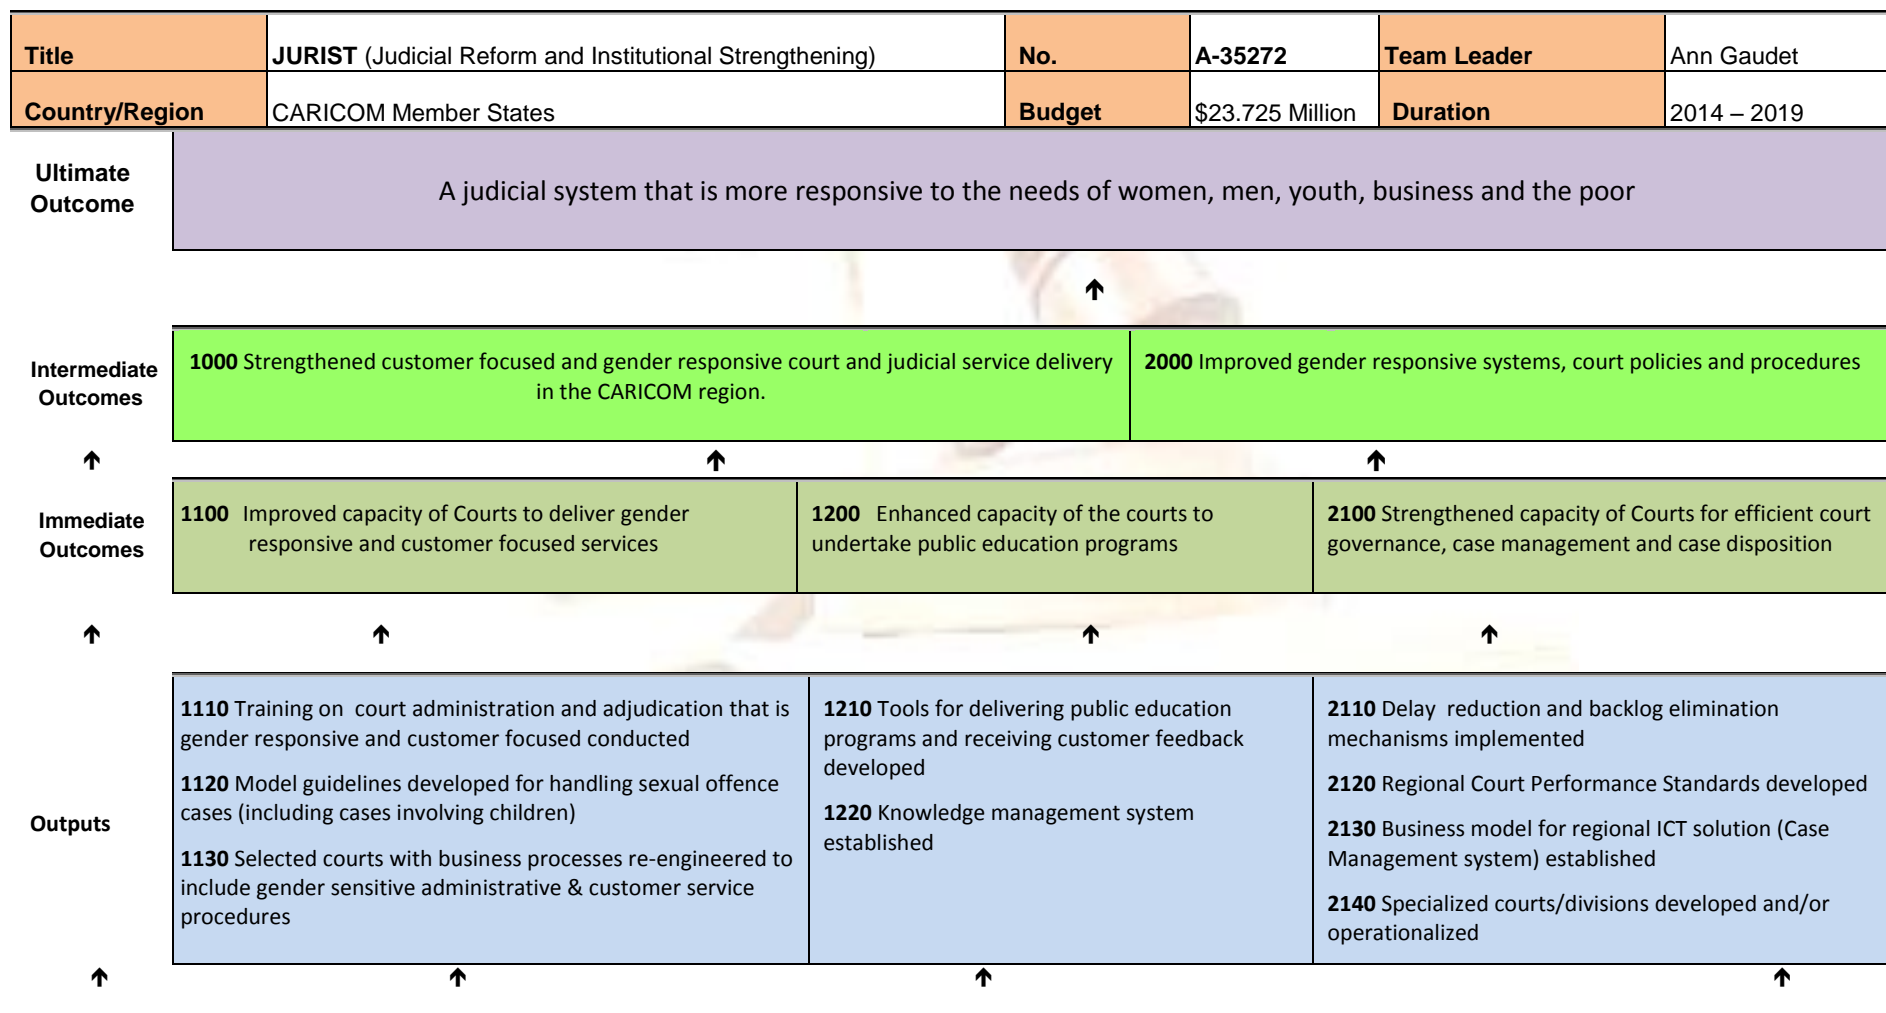 Title JURIST (Judicial Reform and Institutional Strengthening) No. A-35272 Team Leader Ann Gaudet
Country/Region CARICOM Member States Budget $23.725 Million Duration 2014 – 2019
Ultimate
Outcome
A judicial system that is more responsive to the needs of women, men, youth, business and the poor
Intermediate
Outcomes
1000 Strengthened customer focused and gender responsive court and judicial service delivery
in the CARICOM region.
2000 Improved gender responsive systems, court policies and procedures
Immediate
Outcomes
1100 Improved capacity of Courts to deliver gender
responsive and customer focused services
1200 Enhanced capacity of the courts to
undertake public education programs
2100 Strengthened capacity of Courts for efficient court
governance, case management and case disposition
Outputs
1110 Training on court administration and adjudication that is
gender responsive and customer focused conducted
1120 Model guidelines developed for handling sexual offence
cases (including cases involving children)
1130 Selected courts with business processes re-engineered to
include gender sensitive administrative & customer service
procedures
1210 Tools for delivering public education
programs and receiving customer feedback
developed
1220 Knowledge management system
established
2110 Delay reduction and backlog elimination
mechanisms implemented
2120 Regional Court Performance Standards developed
2130 Business model for regional ICT solution (Case
Management system) established
2140 Specialized courts/divisions developed and/or
operationalized